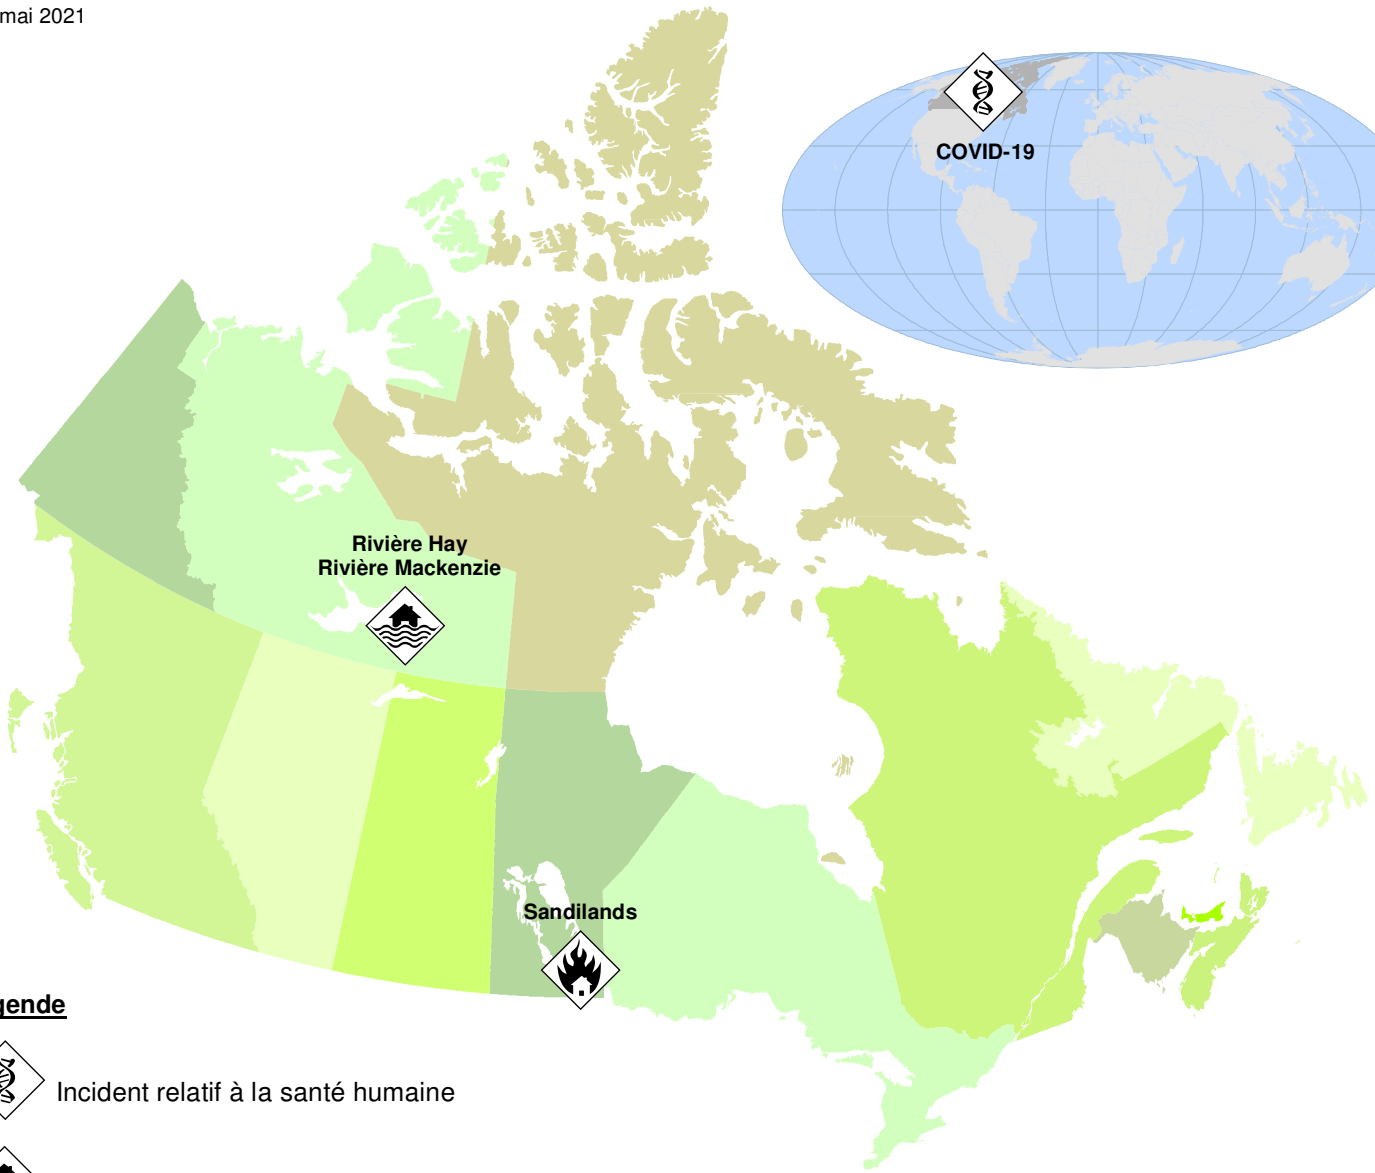 mai 2021
COVID-19
Rivière Hay
Rivière Mackenzie
Sandilands
gende
Incident relatif à la santé humaine